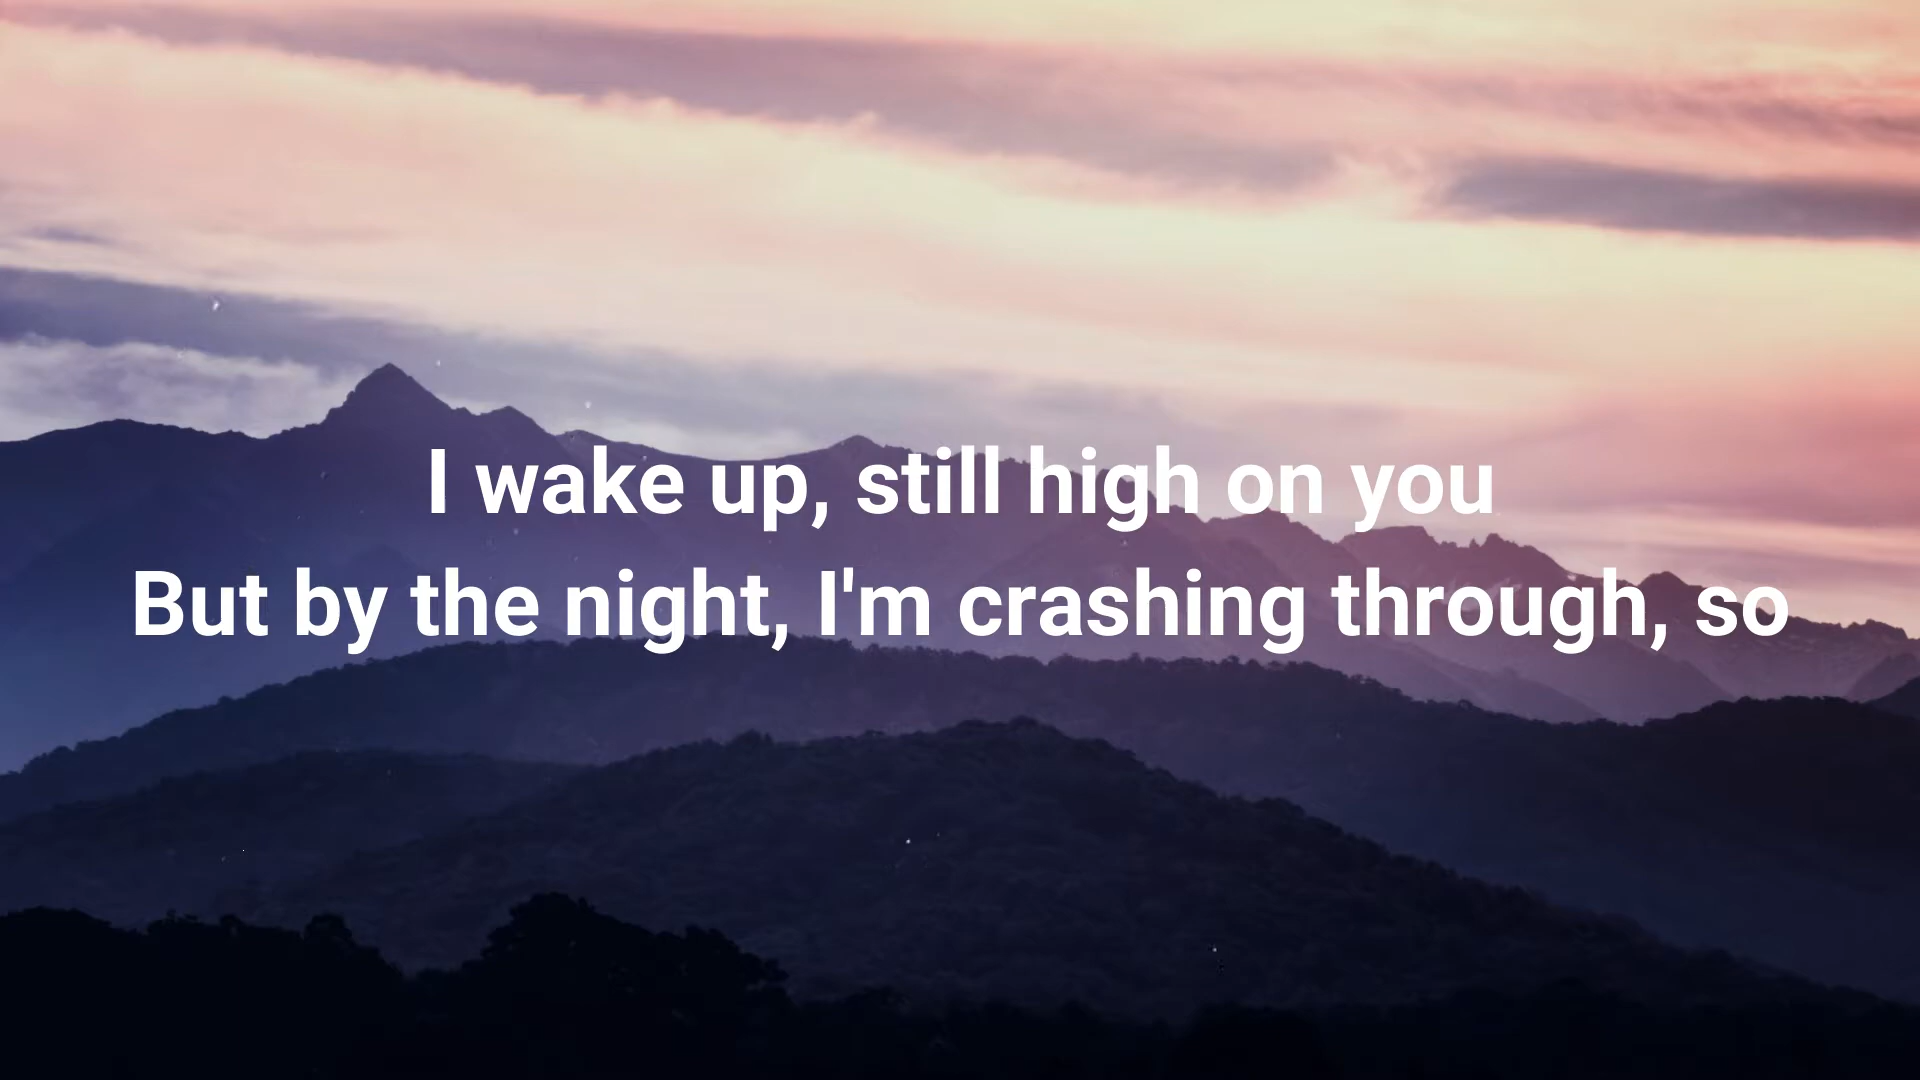 I wake up, still high on you
But by the night, I'm crashing through, so